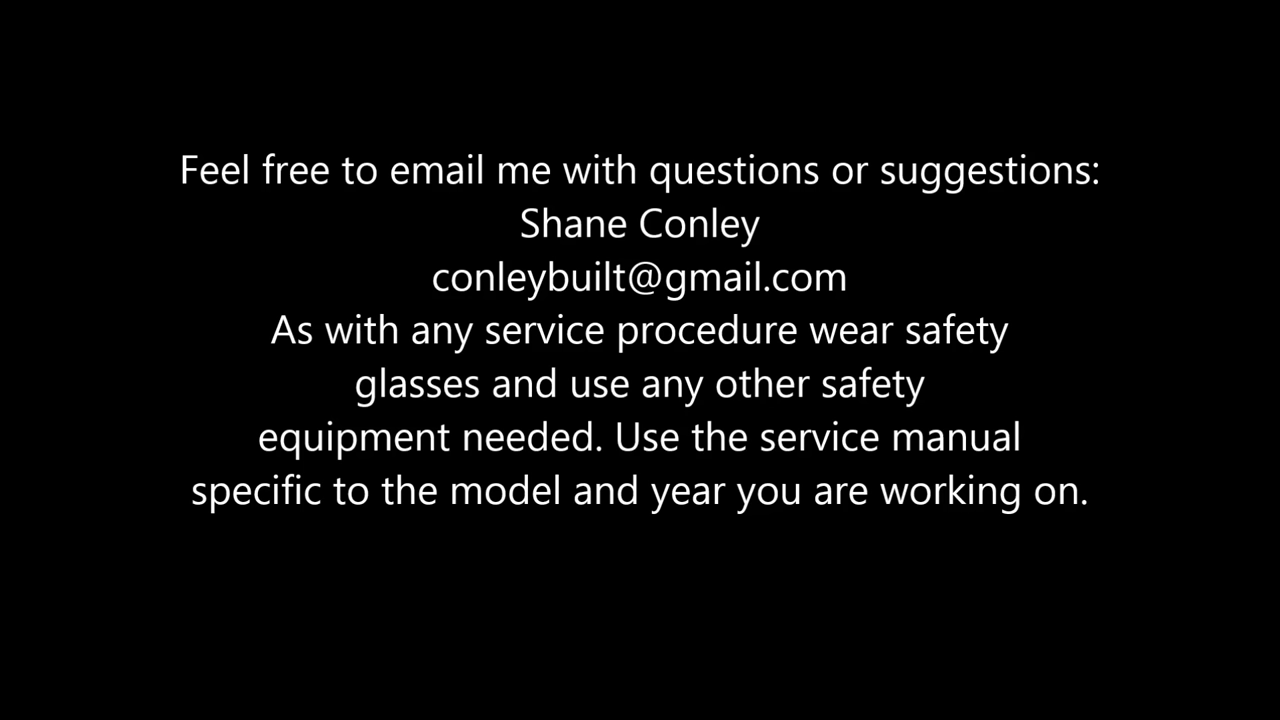 Feel free to email me with questions or suggestions:
Shane Conley
conleybuilt@gmail.com
As with any service procedure wear safety
glasses and use any other safety
equipment needed. Use the service manual
specific to the model and year you are working on.